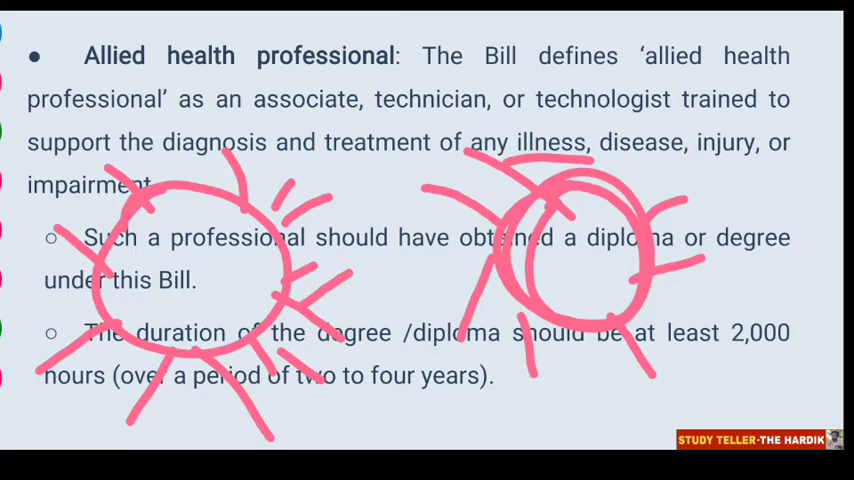 ● Allied health professional: The Bill defines ‘allied health
professional’ as an associate, technician, or technologist trained to
support the diagnosis and treatment of any illness, disease, injury, or
impairment.
○ Such a professional should have obtained a diploma or degree
under this Bill.
○ The duration of the degree /diploma should be at least 2,000
hours (over a period of two to four years).
STUDY TELLER-THE HARDIK